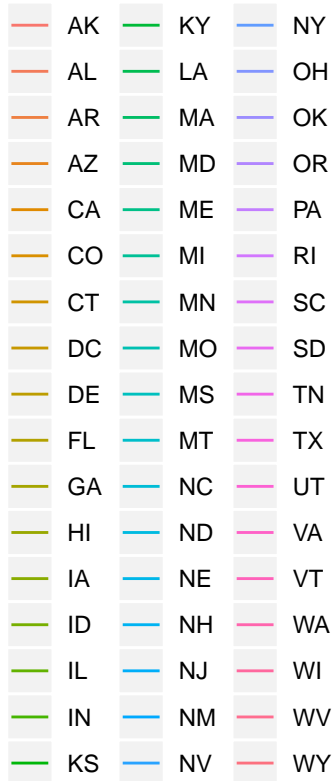 AK KY NY
AL LA OH
AR MA OK
AZ MD OR
CA ME PA
CO MI RI
CT MN SC
DC MO SD
DE MS TN
FL MT TX
GA NC UT
HI ND VA
IA NE VT
ID NH WA
IL NJ WI
IN NM WV
KS NV WY